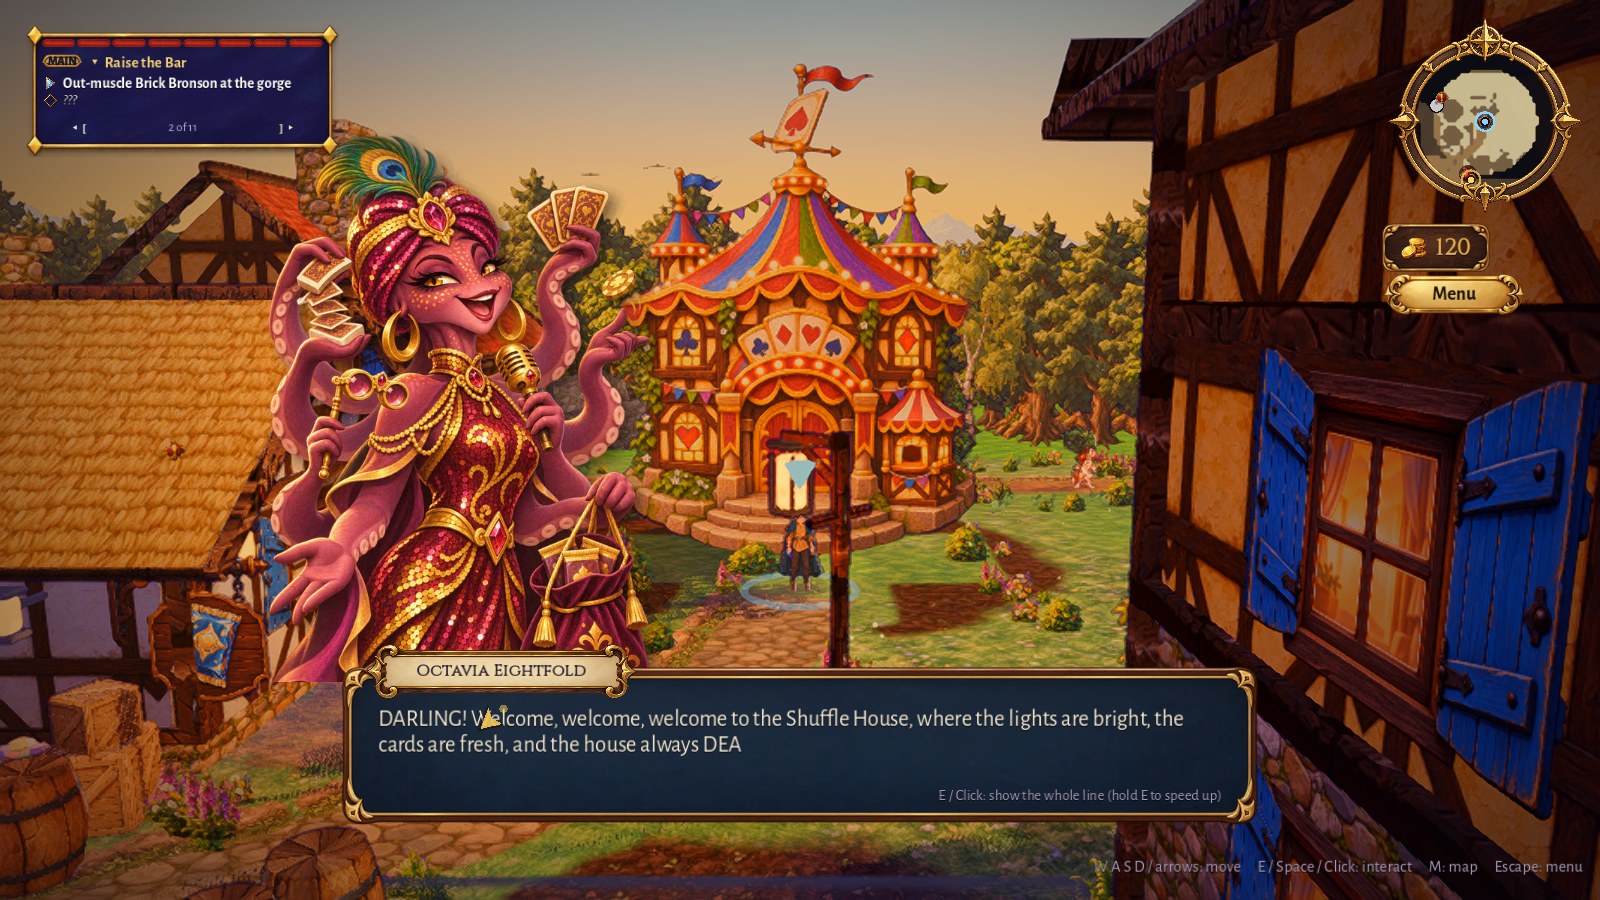 MAIN ▾ Raise the Bar
Out-muscle Brick Bronson at the gorge
???
◂ [ 2 of 11 ] ▸
120
Menu
OCTAVIA EIGHTFOLD
DARLING! Welcome, welcome, welcome to the Shuffle House, where the lights are bright, the
cards are fresh, and the house always DEA
E / Click: show the whole line (hold E to speed up)
W A S D / arrows: move E / Space / Click: interact M: map Escape: menu